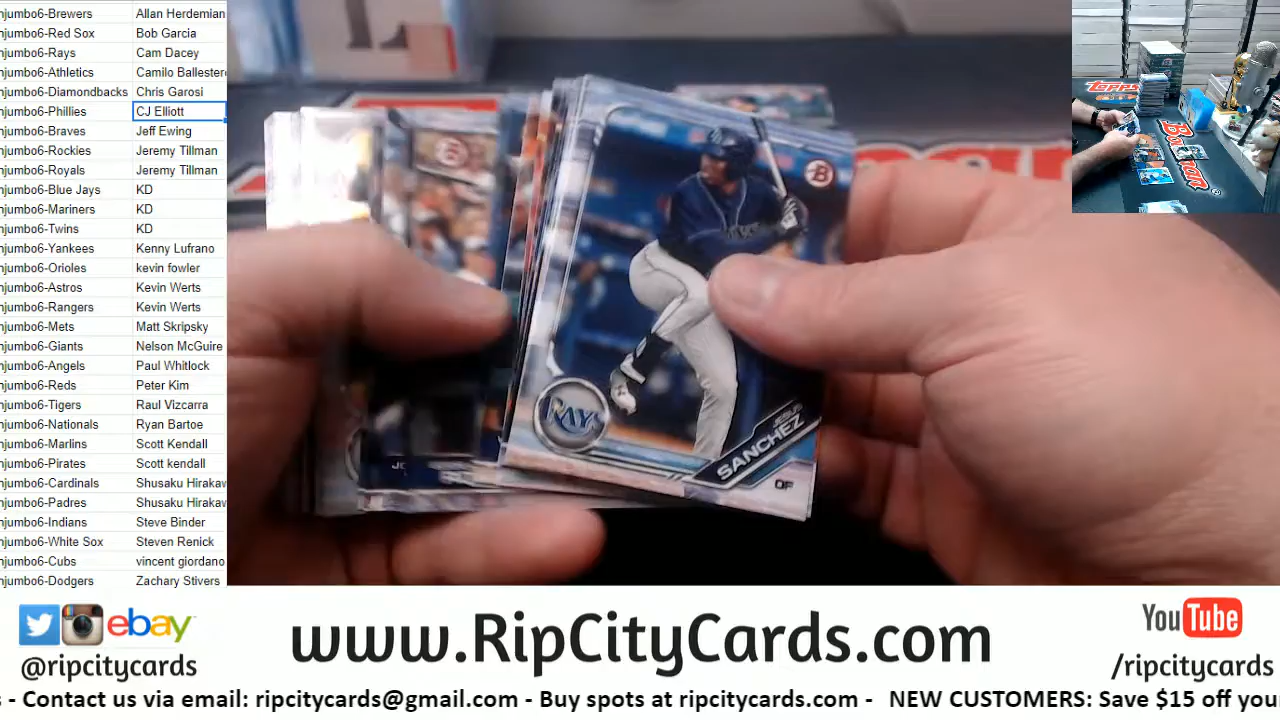 njumbo6-Brewers Allan Herdemian
njumbo6-Red Sox Bob Garcia
njumbo6-Rays Cam Dacey
njumbo6-Athletics Camilo Ballester
njumbo6-Diamondbacks Chris Garosi
njumbo6-Phillies CJ Elliott
njumbo6-Braves Jeff Ewing
njumbo6-Rockies Jeremy Tillman
njumbo6-Royals Jeremy Tillman
njumbo6-Blue Jays KD
njumbo6-Mariners KD
njumbo6-Twins KD
njumbo6-Yankees Kenny Lufrano
njumbo6-Orioles kevin fowler
njumbo6-Astros Kevin Werts
njumbo6-Rangers Kevin Werts
njumbo6-Mets Matt Skripsky
njumbo6-Giants Nelson McGuire
njumbo6-Angels Paul Whitlock
njumbo6-Reds Peter Kim
njumbo6-Tigers Raul Vizcarra
njumbo6-Nationals Ryan Bartoe
njumbo6-Marlins Scott Kendall
njumbo6-Pirates Scott kendall
njumbo6-Cardinals Shusaku Hirakaw
njumbo6-Padres Shusaku Hirakaw
njumbo6-Indians Steve Binder
njumbo6-White Sox Steven Renick
njumbo6-Cubs vincent giordano
njumbo6-Dodgers Zachary Stivers
B
RAYS
JESUS
SANCHEZ
OF
Topps
Bowman
ebay
@ripcitycards
www.RipCityCards.com
YouTube
/ripcitycards
s - Contact us via email: ripcitycards@gmail.com - Buy spots at ripcitycards.com - NEW CUSTOMERS: Save $15 off your